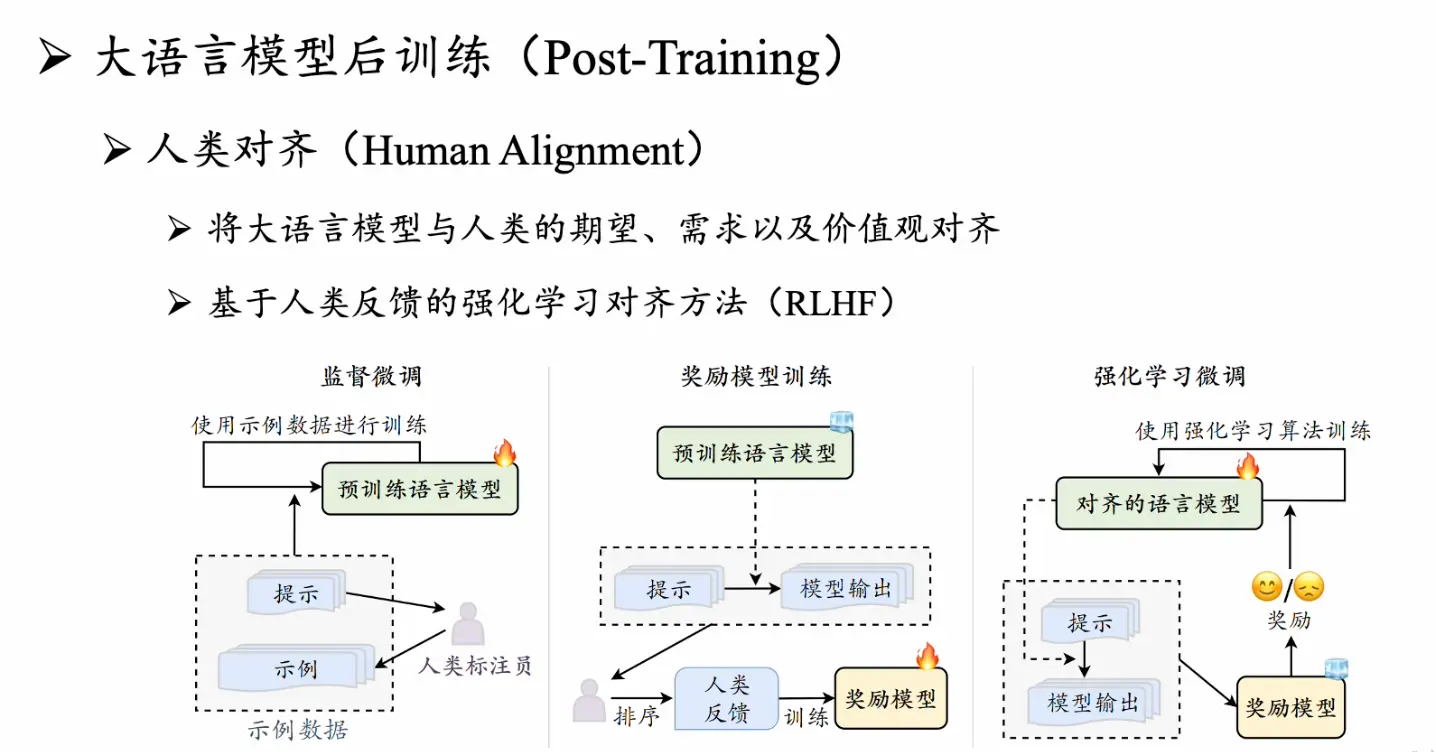 大语言模型后训练（Post-Training）
人类对齐（Human Alignment）
将大语言模型与人类的期望、需求以及价值观对齐
基于人类反馈的强化学习对齐方法（RLHF）
监督微调
使用示例数据进行训练
预训练语言模型
提示
示例
人类标注员
示例数据
奖励模型训练
预训练语言模型
提示
模型输出
排序
人类
反馈
训练
奖励模型
强化学习微调
使用强化学习算法训练
对齐的语言模型
提示
模型输出
/
奖励
奖励模型